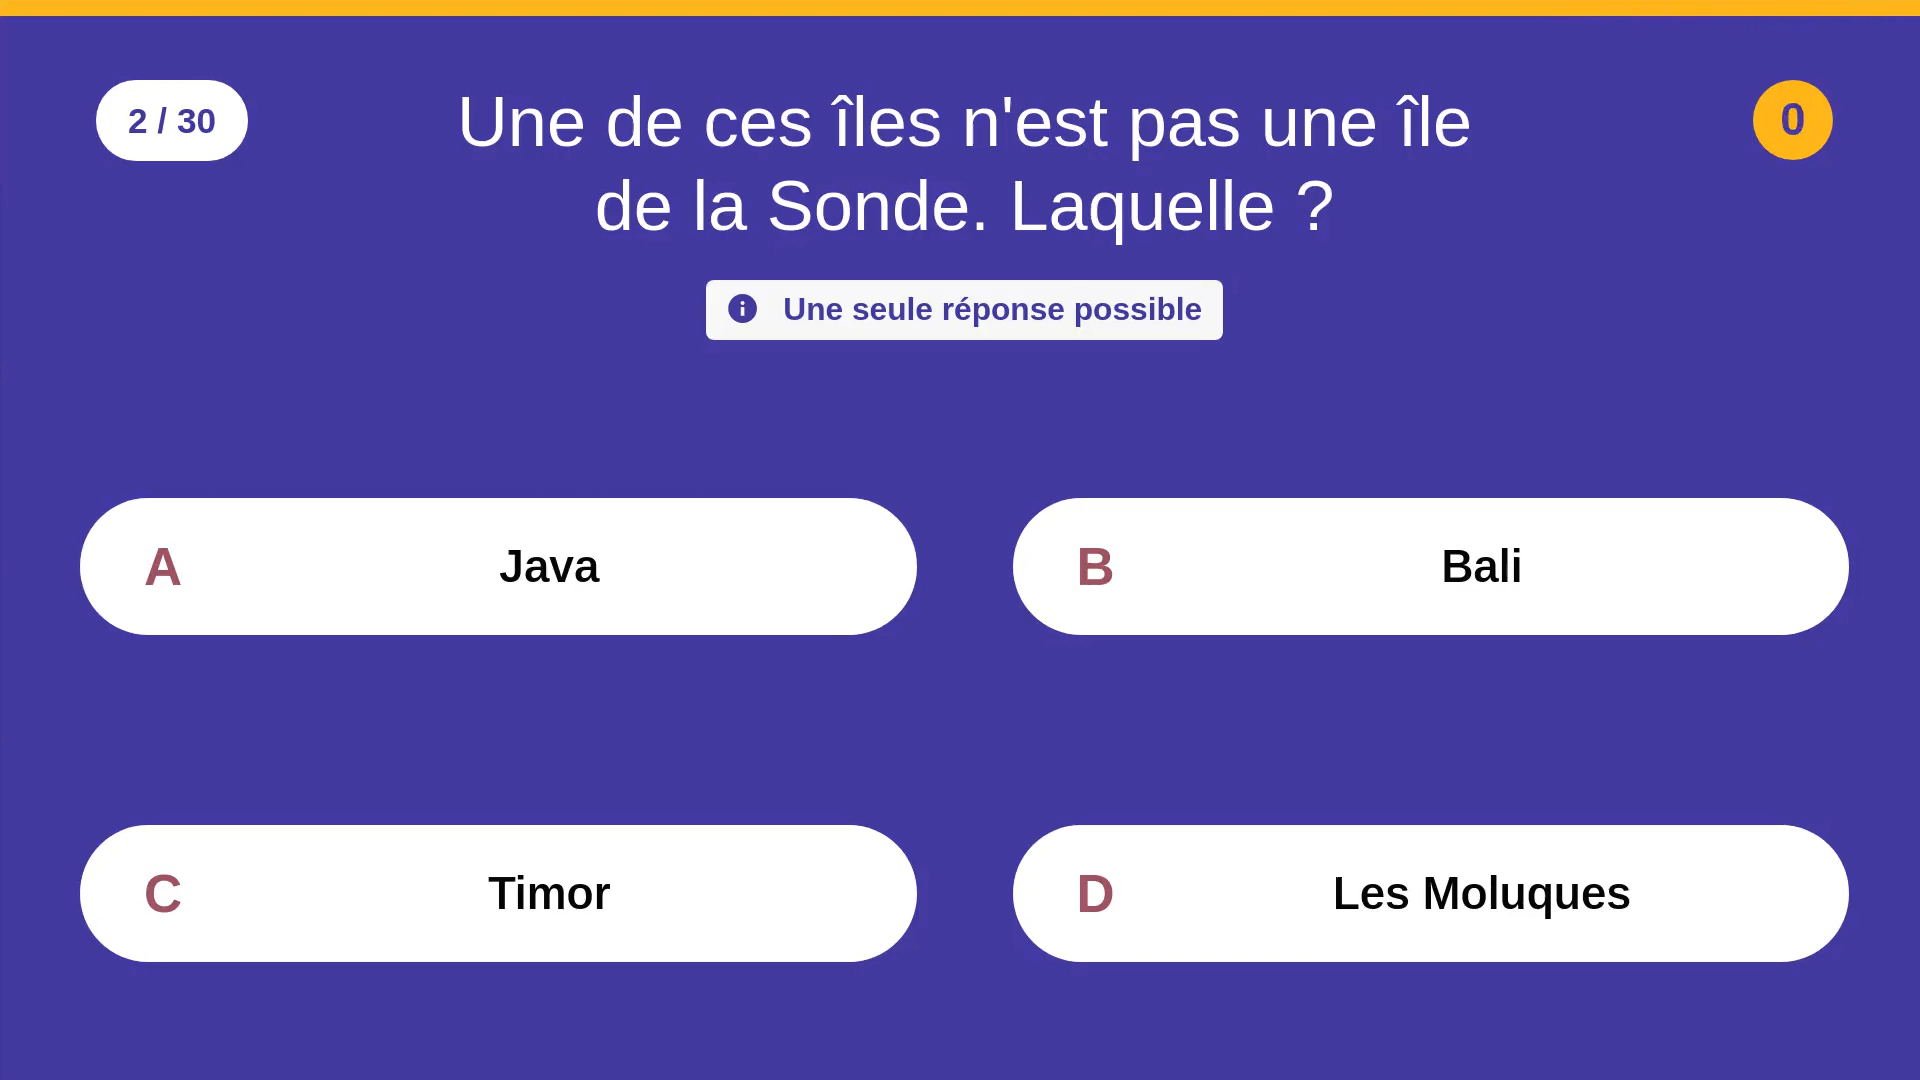 2 / 30
Une de ces îles n'est pas une île
de la Sonde. Laquelle ?
0
Une seule réponse possible
A Java
B Bali
C Timor
D Les Moluques